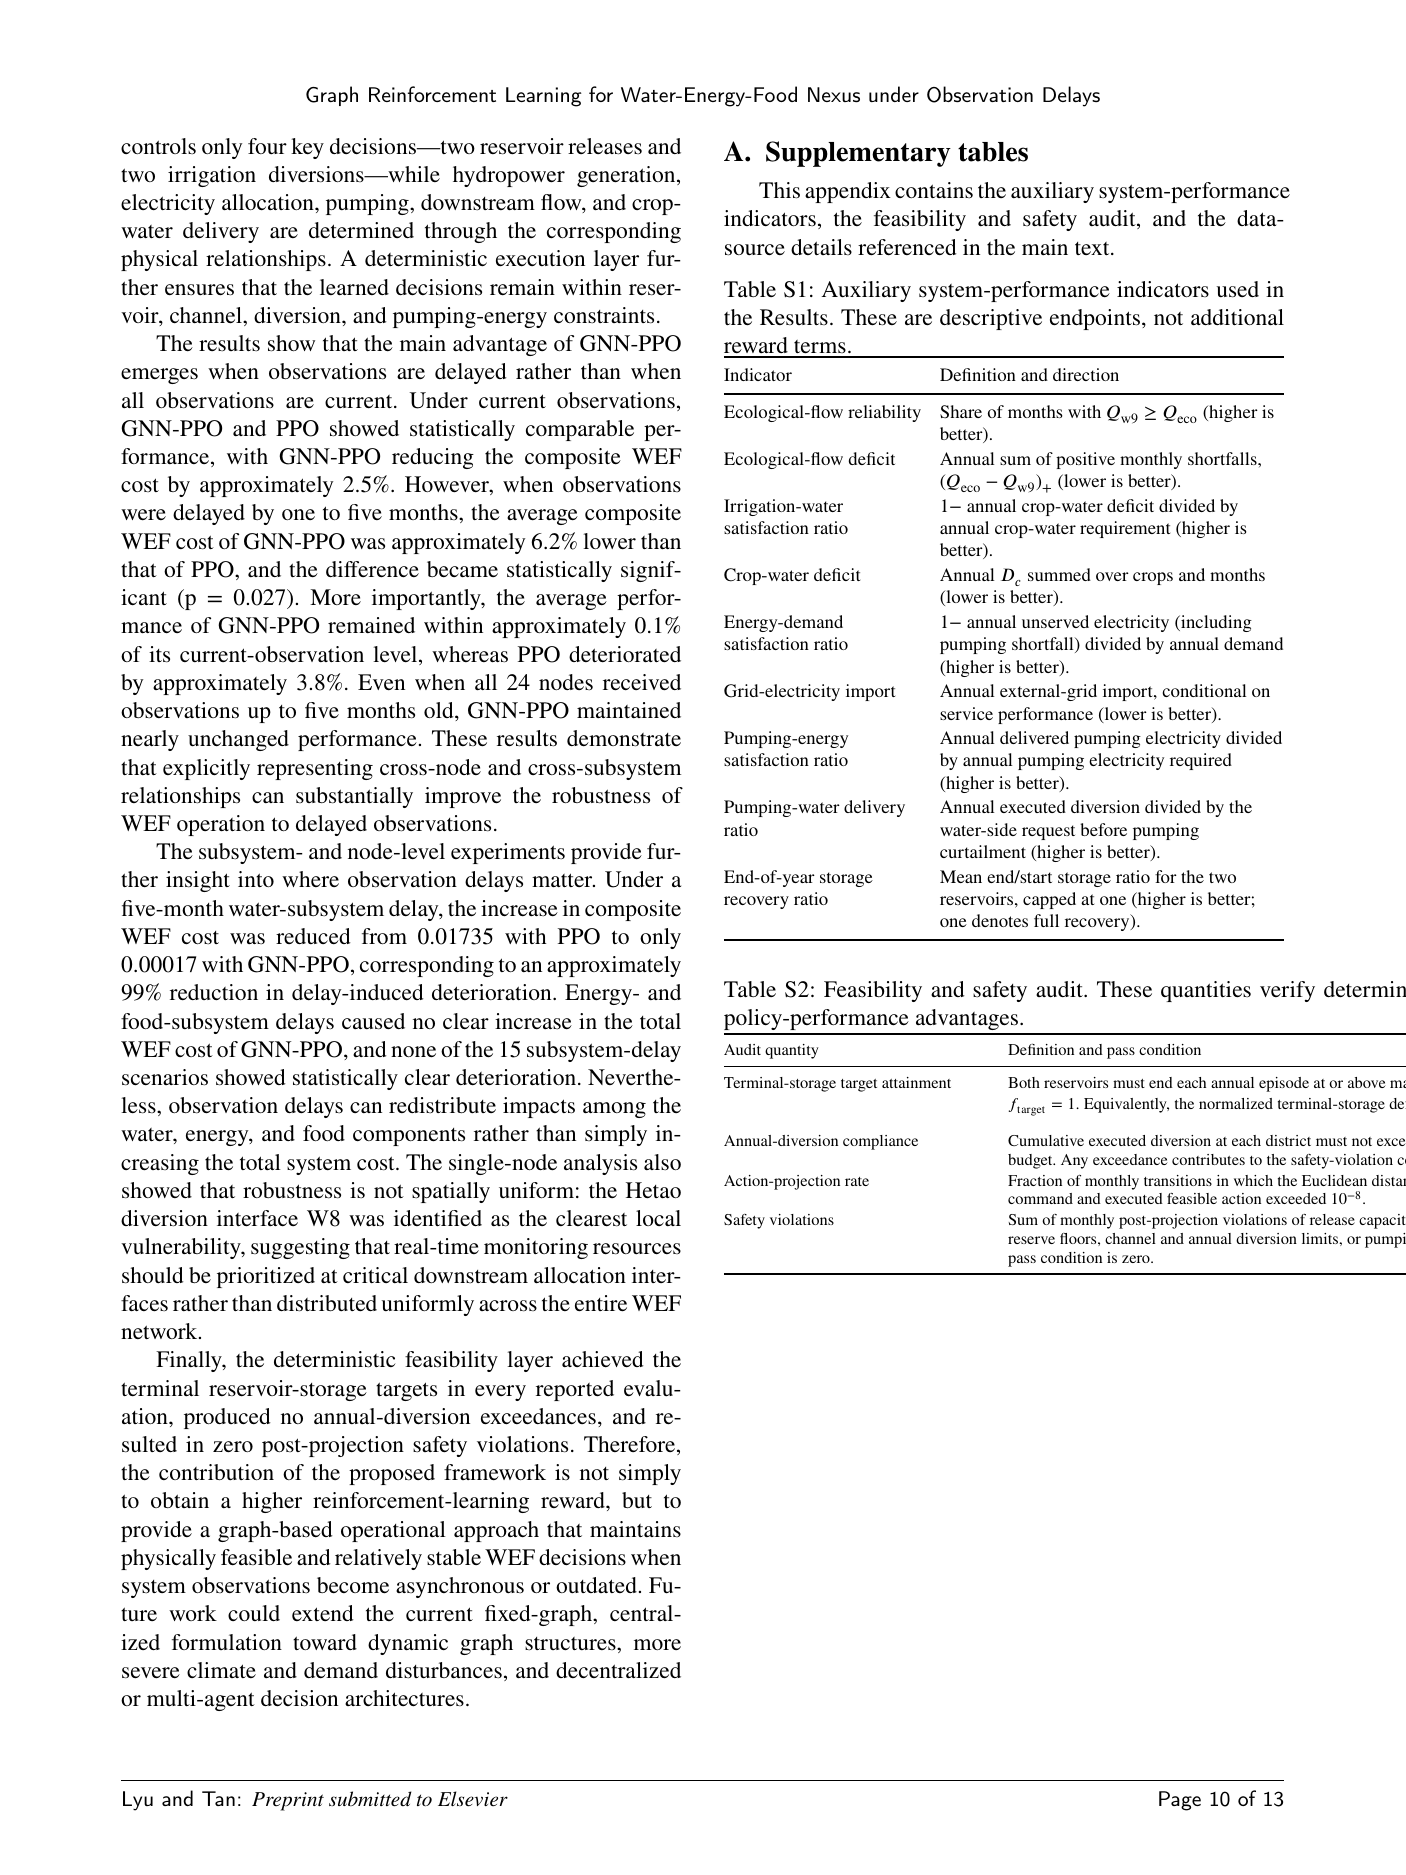 Graph Reinforcement Learning for Water-Energy-Food Nexus under Observation Delays
controls only four key decisions—two reservoir releases and
two irrigation diversions—while hydropower generation,
electricity allocation, pumping, downstream flow, and crop-
water delivery are determined through the corresponding
physical relationships. A deterministic execution layer fur-
ther ensures that the learned decisions remain within reser-
voir, channel, diversion, and pumping-energy constraints.
The results show that the main advantage of GNN-PPO
emerges when observations are delayed rather than when
all observations are current. Under current observations,
GNN-PPO and PPO showed statistically comparable per-
formance, with GNN-PPO reducing the composite WEF
cost by approximately 2.5%. However, when observations
were delayed by one to five months, the average composite
WEF cost of GNN-PPO was approximately 6.2% lower than
that of PPO, and the difference became statistically signif-
icant (p = 0.027). More importantly, the average perfor-
mance of GNN-PPO remained within approximately 0.1%
of its current-observation level, whereas PPO deteriorated
by approximately 3.8%. Even when all 24 nodes received
observations up to five months old, GNN-PPO maintained
nearly unchanged performance. These results demonstrate
that explicitly representing cross-node and cross-subsystem
relationships can substantially improve the robustness of
WEF operation to delayed observations.
The subsystem- and node-level experiments provide fur-
ther insight into where observation delays matter. Under a
five-month water-subsystem delay, the increase in composite
WEF cost was reduced from 0.01735 with PPO to only
0.00017 with GNN-PPO, corresponding to an approximately
99% reduction in delay-induced deterioration. Energy- and
food-subsystem delays caused no clear increase in the total
WEF cost of GNN-PPO, and none of the 15 subsystem-delay
scenarios showed statistically clear deterioration. Neverthe-
less, observation delays can redistribute impacts among the
water, energy, and food components rather than simply in-
creasing the total system cost. The single-node analysis also
showed that robustness is not spatially uniform: the Hetao
diversion interface W8 was identified as the clearest local
vulnerability, suggesting that real-time monitoring resources
should be prioritized at critical downstream allocation inter-
faces rather than distributed uniformly across the entire WEF
network.
Finally, the deterministic feasibility layer achieved the
terminal reservoir-storage targets in every reported evalu-
ation, produced no annual-diversion exceedances, and re-
sulted in zero post-projection safety violations. Therefore,
the contribution of the proposed framework is not simply
to obtain a higher reinforcement-learning reward, but to
provide a graph-based operational approach that maintains
physically feasible and relatively stable WEF decisions when
system observations become asynchronous or outdated. Fu-
ture work could extend the current fixed-graph, central-
ized formulation toward dynamic graph structures, more
severe climate and demand disturbances, and decentralized
or multi-agent decision architectures.
A. Supplementary tables
This appendix contains the auxiliary system-performance
indicators, the feasibility and safety audit, and the data-
source details referenced in the main text.
Table S1: Auxiliary system-performance indicators used in
the Results. These are descriptive endpoints, not additional
reward terms.
Indicator Definition and direction
Ecological-flow reliability Share of months with Q_w9 ≥ Q_eco (higher is
better).
Ecological-flow deficit Annual sum of positive monthly shortfalls,
(Q_eco − Q_w9)_+ (lower is better).
Irrigation-water 1− annual crop-water deficit divided by
satisfaction ratio annual crop-water requirement (higher is
better).
Crop-water deficit Annual D_c summed over crops and months
(lower is better).
Energy-demand 1− annual unserved electricity (including
satisfaction ratio pumping shortfall) divided by annual demand
(higher is better).
Grid-electricity import Annual external-grid import, conditional on
service performance (lower is better).
Pumping-energy Annual delivered pumping electricity divided
satisfaction ratio by annual pumping electricity required
(higher is better).
Pumping-water delivery Annual executed diversion divided by the
ratio water-side request before pumping
curtailment (higher is better).
End-of-year storage Mean end/start storage ratio for the two
recovery ratio reservoirs, capped at one (higher is better;
one denotes full recovery).
Table S2: Feasibility and safety audit. These quantities verify determin
policy-performance advantages.
Audit quantity Definition and pass condition
Terminal-storage target attainment Both reservoirs must end each annual episode at or above ma
f_target = 1. Equivalently, the normalized terminal-storage de
Annual-diversion compliance Cumulative executed diversion at each district must not exce
budget. Any exceedance contributes to the safety-violation c
Action-projection rate Fraction of monthly transitions in which the Euclidean distan
command and executed feasible action exceeded 10⁻⁸.
Safety violations Sum of monthly post-projection violations of release capacit
reserve floors, channel and annual diversion limits, or pumpi
pass condition is zero.
Lyu and Tan: Preprint submitted to Elsevier Page 10 of 13